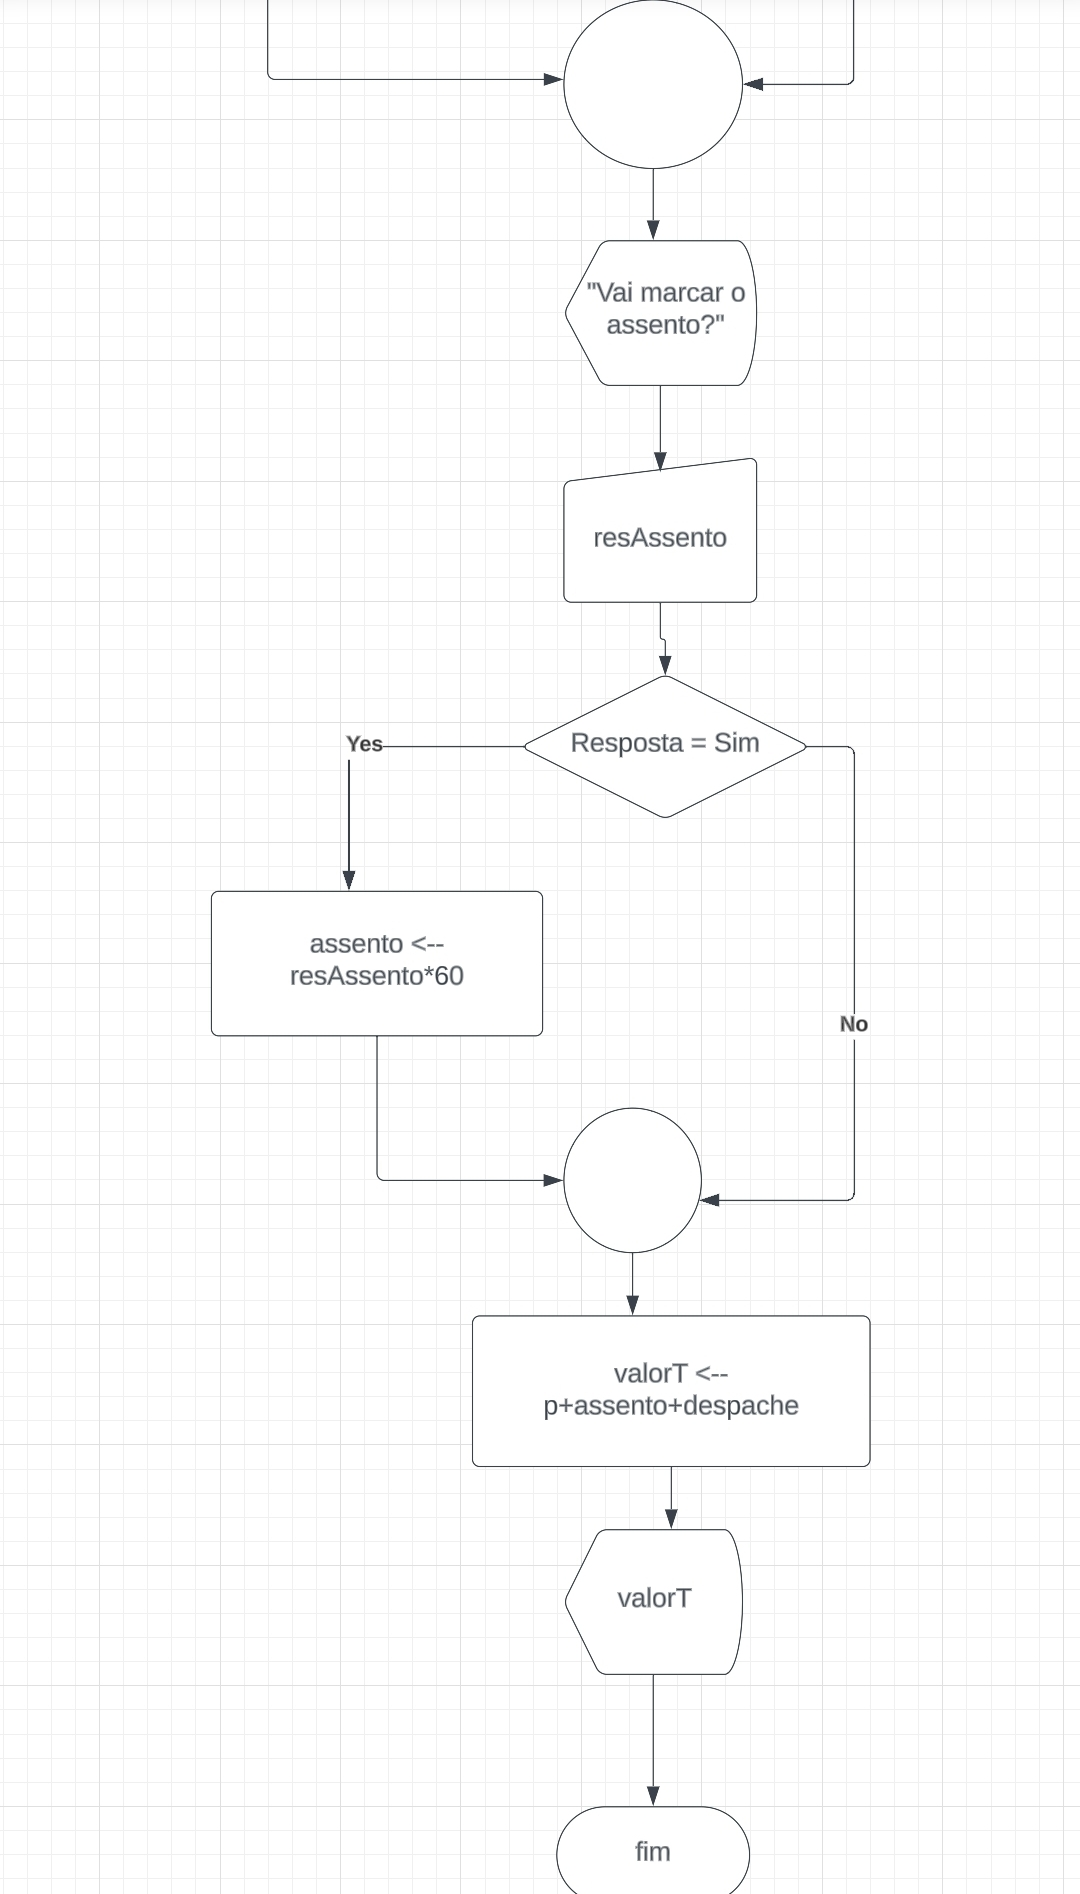 "Vai marcar o
assento?"
resAssento
Resposta = Sim
Yes
assento <--
resAssento*60
No
valorT <--
p+assento+despache
valorT
fim